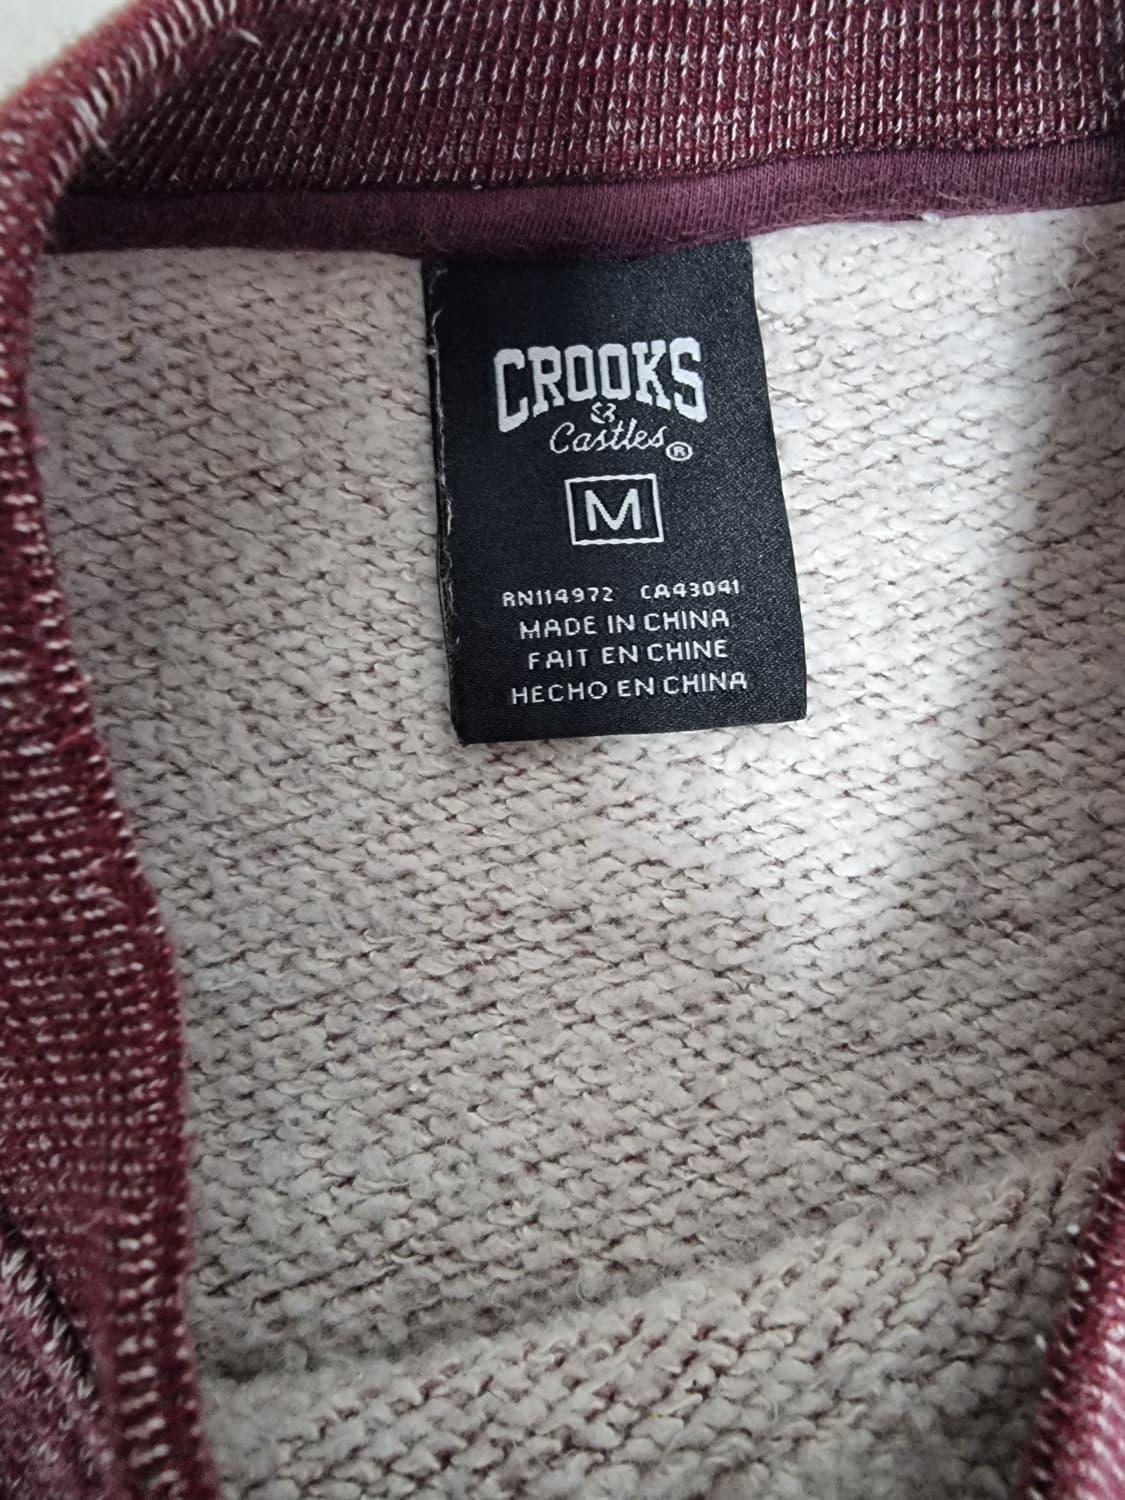 CROOKS
&
Castles®
M
RN114972 CA43041
MADE IN CHINA
FAIT EN CHINE
HECHO EN CHINA